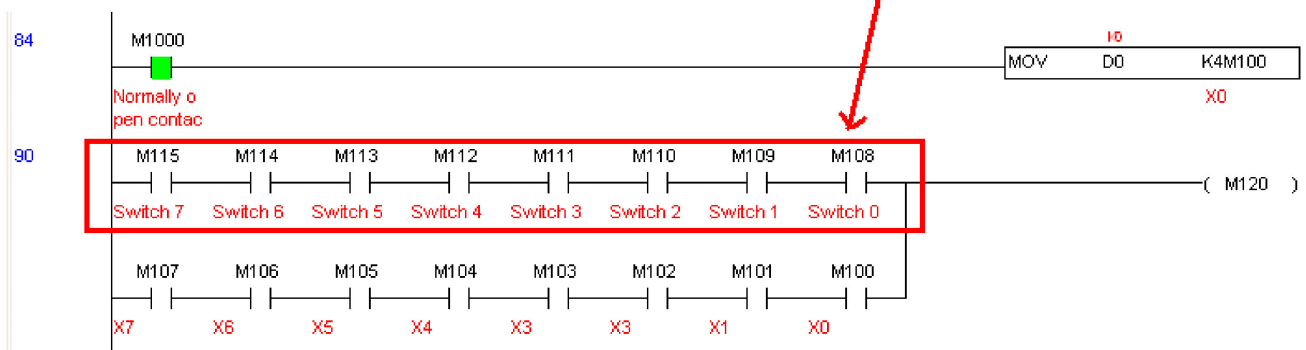 84 M1000 I/O
MOV D0 K4M100
Normally o X0
pen contac
90 M115 M114 M113 M112 M111 M110 M109 M108
( M120 )
Switch 7 Switch 6 Switch 5 Switch 4 Switch 3 Switch 2 Switch 1 Switch 0
M107 M106 M105 M104 M103 M102 M101 M100
X7 X6 X5 X4 X3 X3 X1 X0